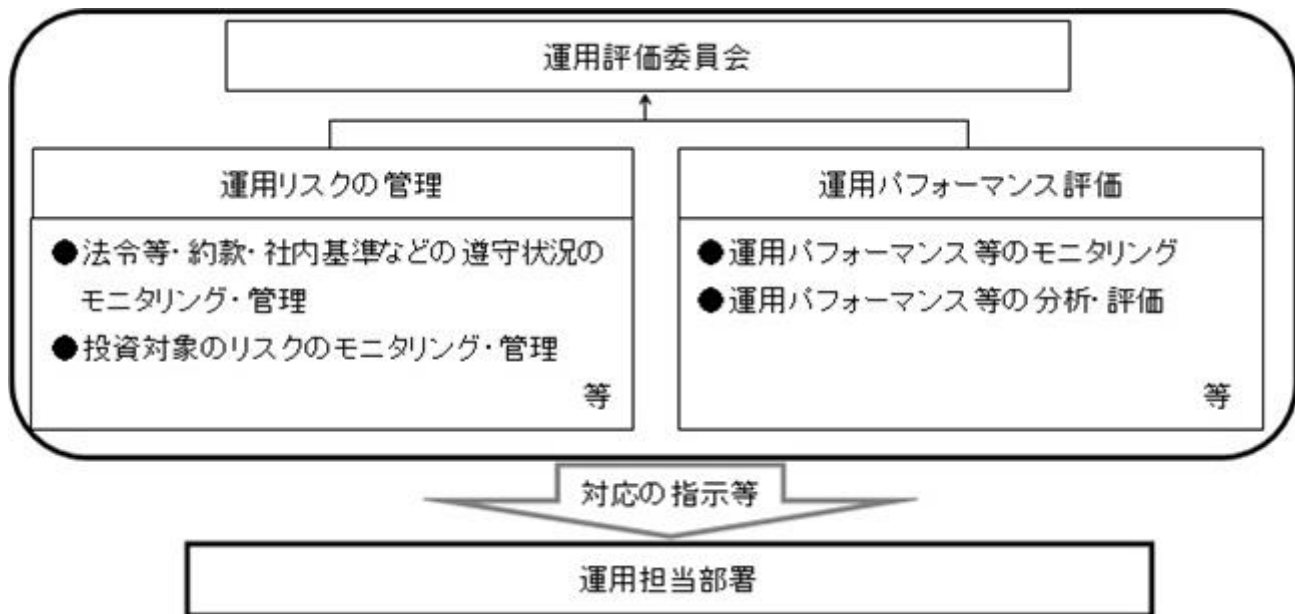 運用評価委員会
運用リスクの管理
●法令等・約款・社内基準などの遵守状況の
モニタリング・管理
●投資対象のリスクのモニタリング・管理
等
運用パフォーマンス評価
●運用パフォーマンス等のモニタリング
●運用パフォーマンス等の分析・評価
等
対応の指示等
運用担当部署